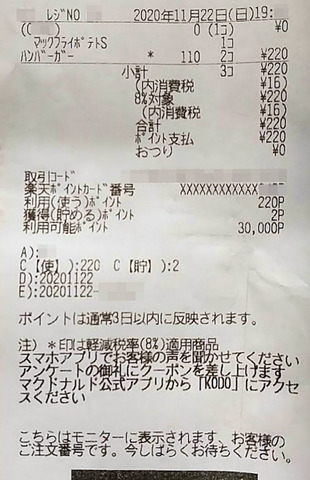 レジNO 2020年11月22日(日)19:
(C 0 (1コ) ¥0
マックフライポテトS 1コ
ハンバーガー * 110 2コ ¥220
小計 3コ ¥220
(内消費税 ¥16)
8%対象 ¥220
(内消費税 ¥16)
合計 ¥220
ポイント支払 ¥220
おつり ¥0
取引コード
楽天ポイントカード番号 XXXXXXXXXXXX
利用(使う)ポイント 220P
獲得(貯める)ポイント 2P
利用可能ポイント 30,000P
A):
C【使】):220 C【貯】):2
D):20201122
E):20201122-
ポイントは通常3日以内に反映されます。
注) *印は軽減税率(8%)適用商品
スマホアプリでお客様の声を聞かせてください
アンケートの御礼にクーポンを差し上げます
マクドナルド公式アプリから「KODO」にアクセ
スください
こちらはモニターに表示されます、お客様の
ご注文番号です。今しばらくお待ちください。